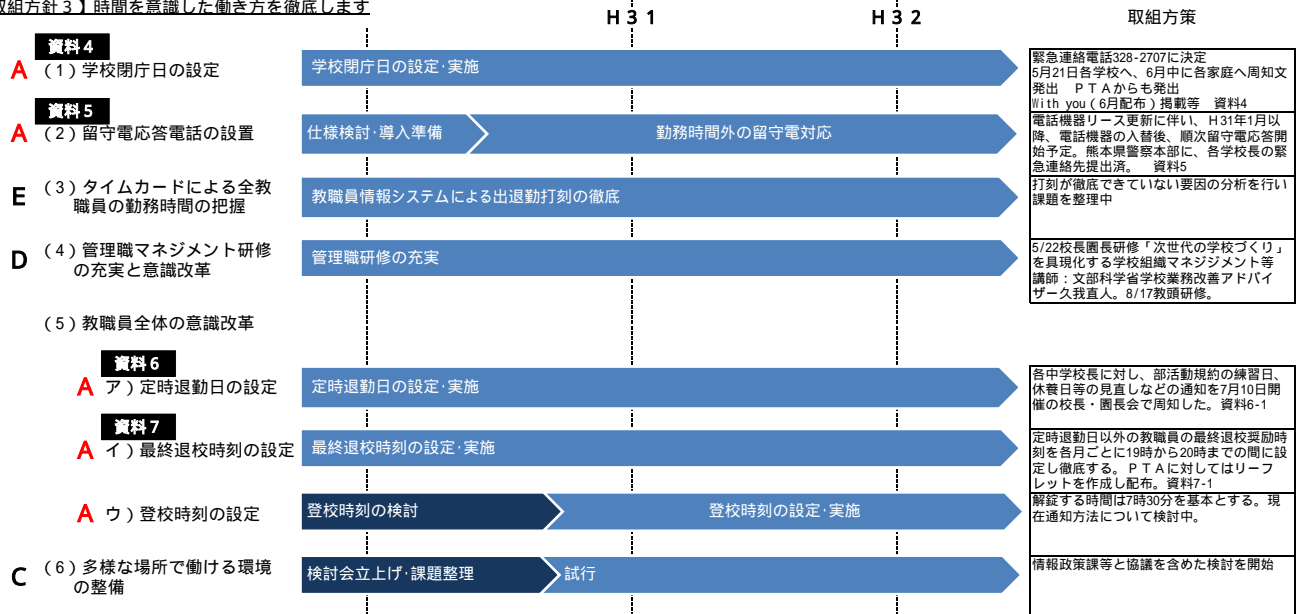 取組方針３】時間を意識した働き方を徹底します
Ｈ３１
Ｈ３２
取組方策
資料４
A
（１）学校閉庁日の設定
学校閉庁日の設定・実施
緊急連絡電話328-2707に決定
5月21日各学校へ、6月中に各家庭へ周知文
発出　ＰＴＡからも発出
With you（6月配布）掲載等　資料4
資料５
A
（２）留守電応答電話の設置
仕様検討・導入準備
勤務時間外の留守電対応
電話機器リース更新に伴い、Ｈ31年1月以
降、電話機器の入替後、順次留守電応答開
始予定。熊本県警察本部に、各学校長の緊
急連絡先提出済。　資料5
E
（３）タイムカードによる全教
職員の勤務時間の把握
教職員情報システムによる出退勤打刻の徹底
打刻が徹底できていない要因の分析を行い
課題を整理中
D
（４）管理職マネジメント研修
の充実と意識改革
管理職研修の充実
5/22校長園長研修「次世代の学校づくり」
を具現化する学校組織マネジジメント等
講師：文部科学省学校業務改善アドバイ
ザー久我直人。8/17教頭研修。
（５）教職員全体の意識改革
資料６
A
ア）定時退勤日の設定
定時退勤日の設定・実施
各中学校長に対し、部活動規約の練習日、
休養日等の見直しなどの通知を7月10日開
催の校長・園長会で周知した。資料6-1
資料７
A
イ）最終退校時刻の設定
最終退校時刻の設定・実施
定時退勤日以外の教職員の最終退校奨励時
刻を各月ごとに19時から20時までの間に設
定し徹底する。ＰＴＡに対してはリーフ
レットを作成し配布。資料7-1
A
ウ）登校時刻の設定
登校時刻の検討
登校時刻の設定・実施
解錠する時間は7時30分を基本とする。現
在通知方法について検討中。
C
（６）多様な場所で働ける環境
の整備
検討会立上げ・課題整理
試行
情報政策課等と協議を含めた検討を開始